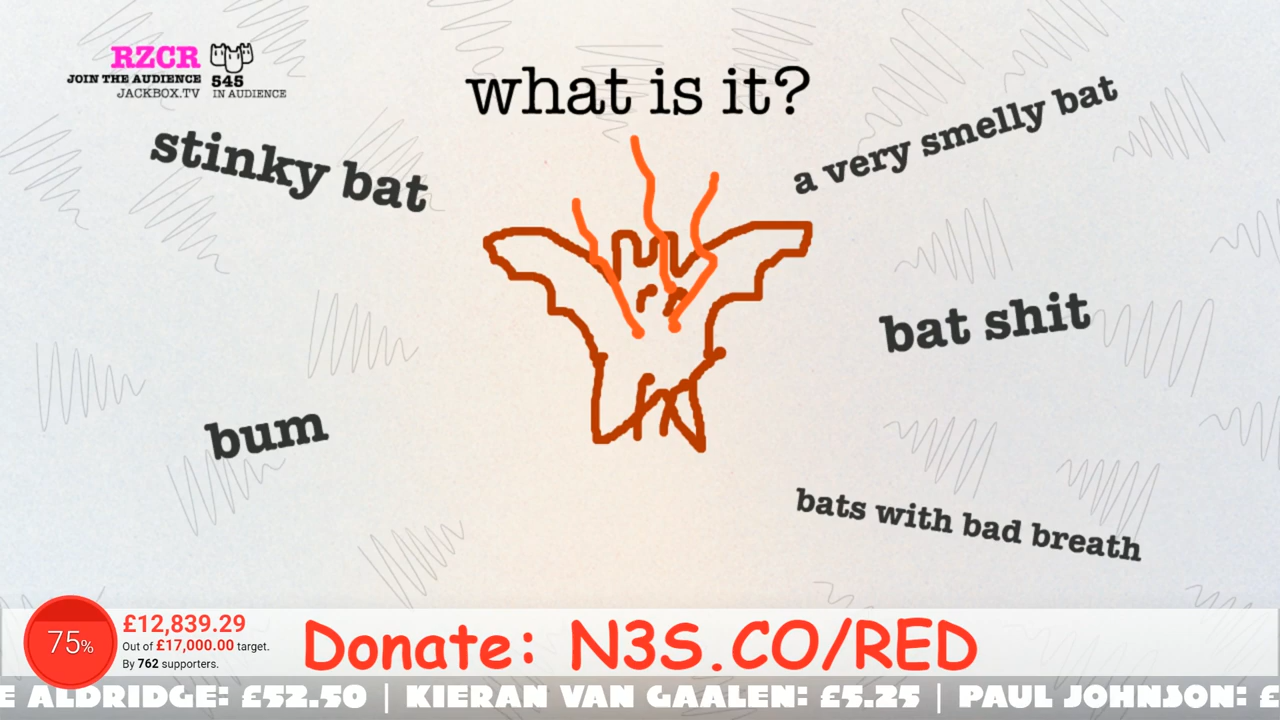 RZCR
JOIN THE AUDIENCE
JACKBOX.TV
545
IN AUDIENCE
what is it?
stinky bat
a very smelly bat
bat shit
bum
bats with bad breath
75%
£12,839.29
Out of £17,000.00 target.
By 762 supporters.
Donate: N3S.CO/RED
E ALDRIDGE: £52.50 | KIERAN VAN GAALEN: £5.25 | PAUL JOHNSON: £